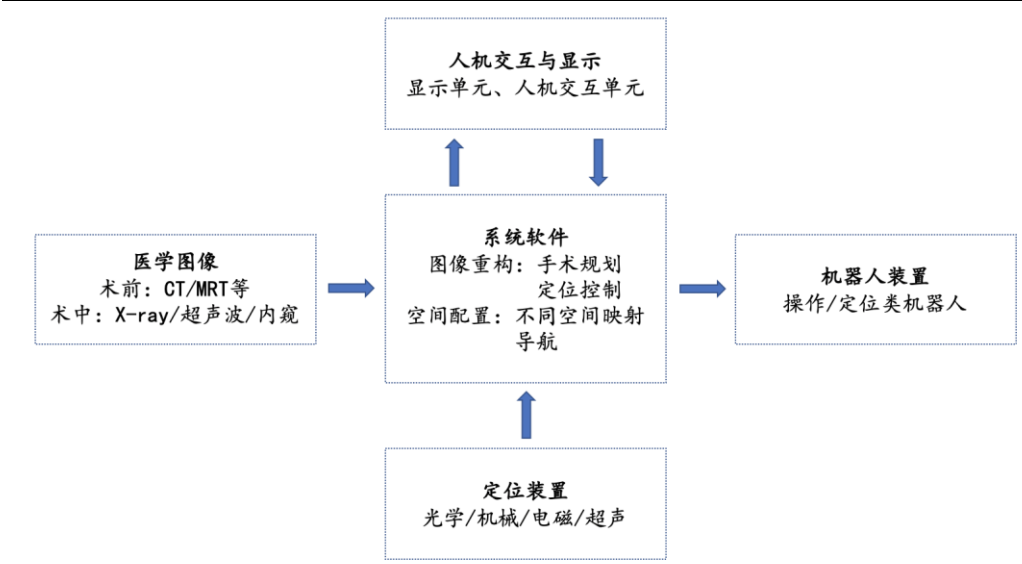 人机交互与显示
显示单元、人机交互单元
医学图像
术前：CT/MRT等
术中：X-ray/超声波/内窥
系统软件
图像重构：手术规划
定位控制
空间配置：不同空间映射
导航
机器人装置
操作/定位类机器人
定位装置
光学/机械/电磁/超声